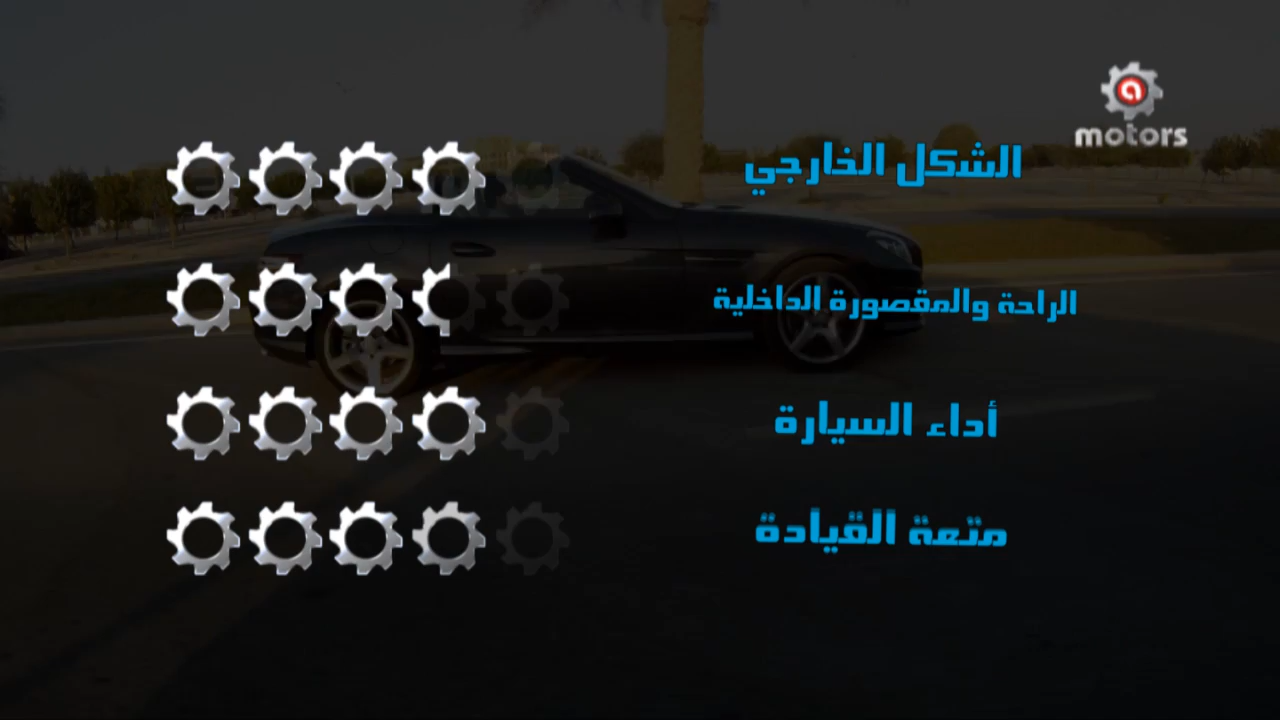 motors
الشكل الخارجي
الراحة والمقصورة الداخلية
أداء السيارة
متعة القيادة